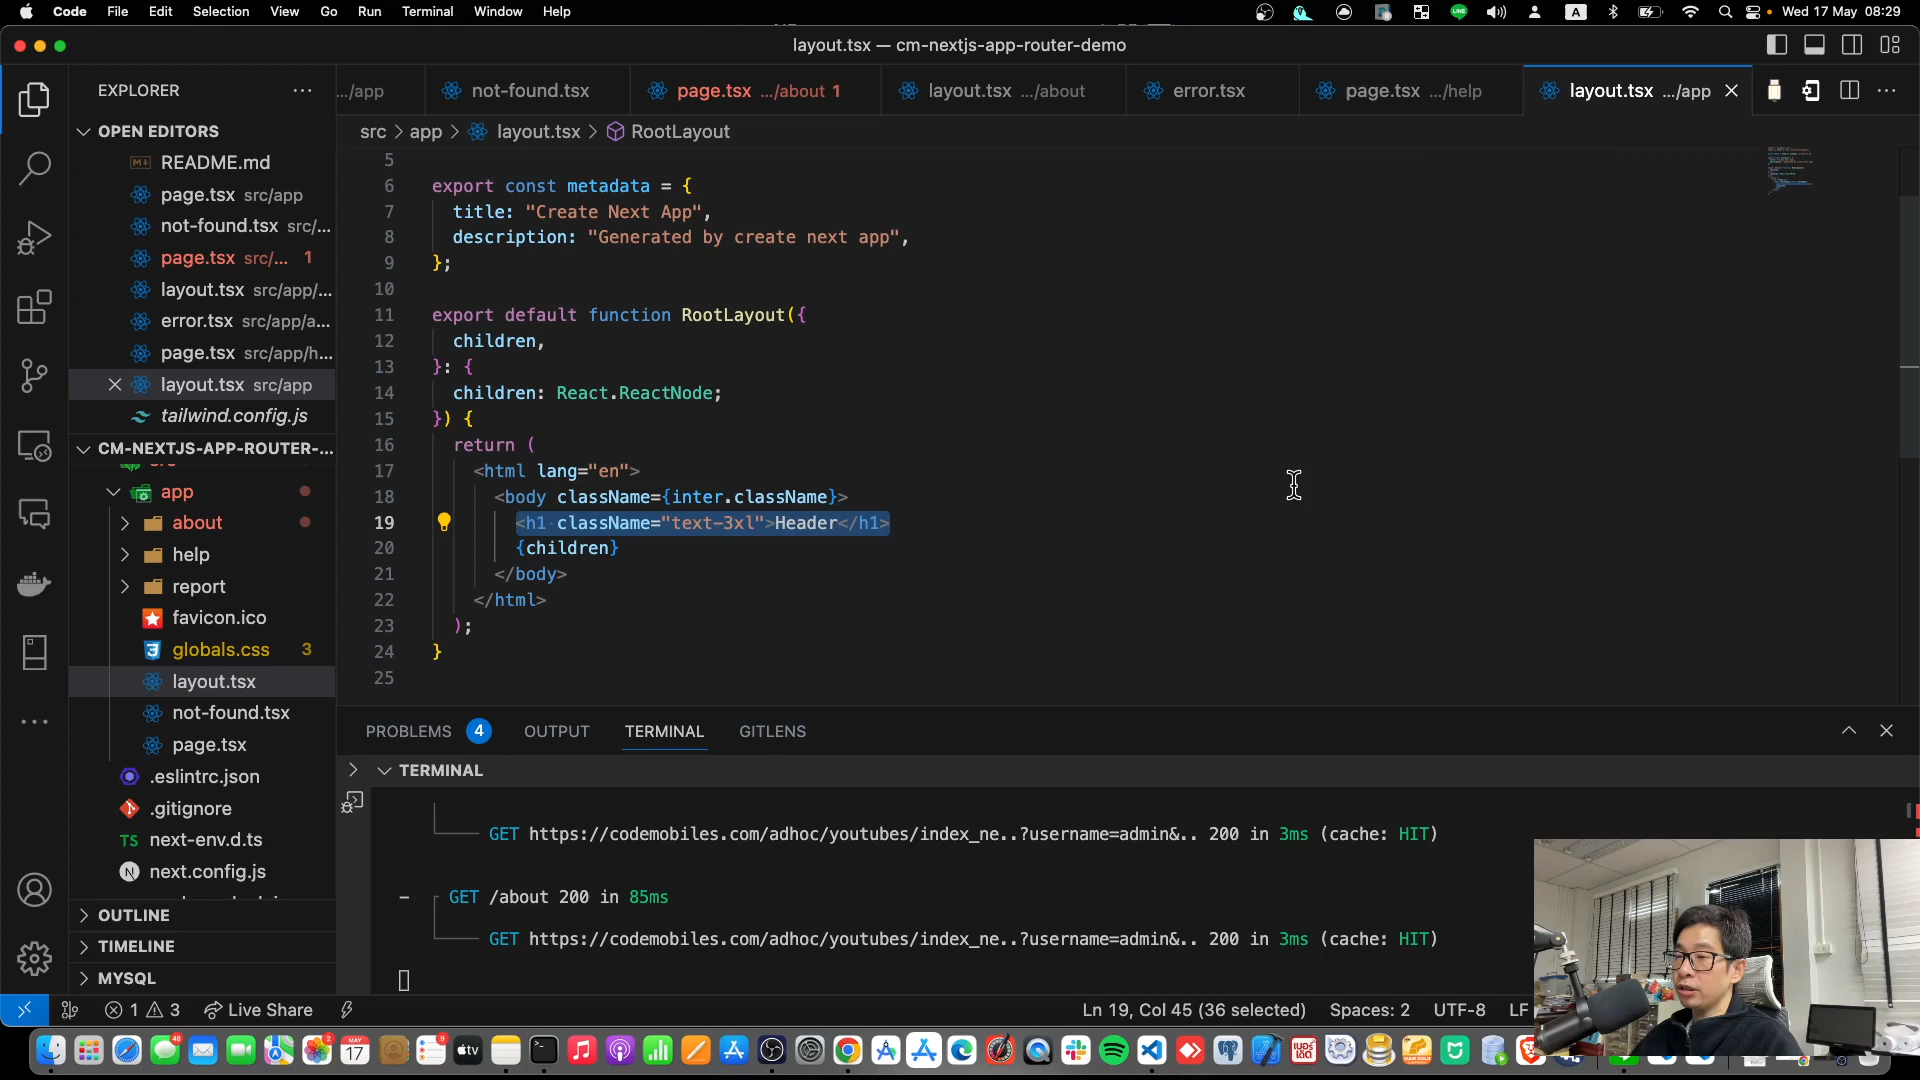 Code File Edit Selection View Go Run Terminal Window Help
A Wed 17 May 08:29
layout.tsx — cm-nextjs-app-router-demo
EXPLORER
.../app
not-found.tsx
page.tsx .../about 1
layout.tsx .../about
error.tsx
page.tsx .../help
layout.tsx .../app
OPEN EDITORS
README.md
page.tsx src/app
not-found.tsx src/...
page.tsx src/... 1
layout.tsx src/app/...
error.tsx src/app/a...
page.tsx src/app/h...
layout.tsx src/app
tailwind.config.js
CM-NEXTJS-APP-ROUTER-...
src
app
about
help
report
favicon.ico
globals.css 3
layout.tsx
not-found.tsx
page.tsx
.eslintrc.json
.gitignore
TS next-env.d.ts
N next.config.js
OUTLINE
TIMELINE
MYSQL
src > app > layout.tsx > RootLayout
5
6 export const metadata = {
7 title: "Create Next App",
8 description: "Generated by create next app",
9 };
10
11 export default function RootLayout({
12 children,
13 }: {
14 children: React.ReactNode;
15 }) {
16 return (
17 <html lang="en">
18 <body className={inter.className}>
19 <h1 className="text-3xl">Header</h1>
20 {children}
21 </body>
22 </html>
23 );
24 }
25
PROBLEMS 4 OUTPUT TERMINAL GITLENS
TERMINAL
GET https://codemobiles.com/adhoc/youtubes/index_ne..?username=admin&.. 200 in 3ms (cache: HIT)
- GET /about 200 in 85ms
GET https://codemobiles.com/adhoc/youtubes/index_ne..?username=admin&.. 200 in 3ms (cache: HIT)
1 3 Live Share
Ln 19, Col 45 (36 selected) Spaces: 2 UTF-8 LF
MAY
17
tv